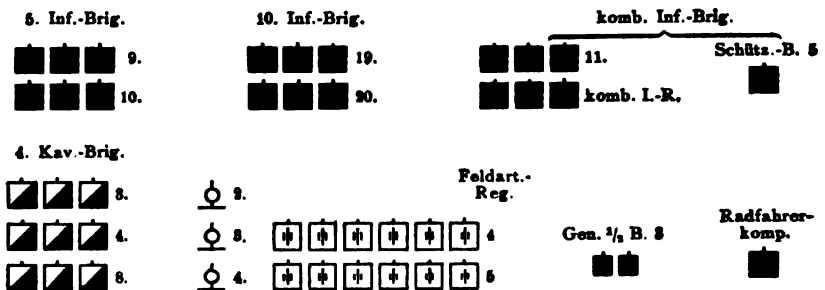 5. Inf.-Brig. 10. Inf.-Brig. komb. Inf.-Brig.
9. 19. 11. Schütz.-B. 5
10. 20. komb. I.-R.
4. Kav.-Brig.
3. 2. Feldart.-
Reg.
4. 3. 4 Gen. ½ B. 3 Radfahrer-
komp.
8. 4. 5